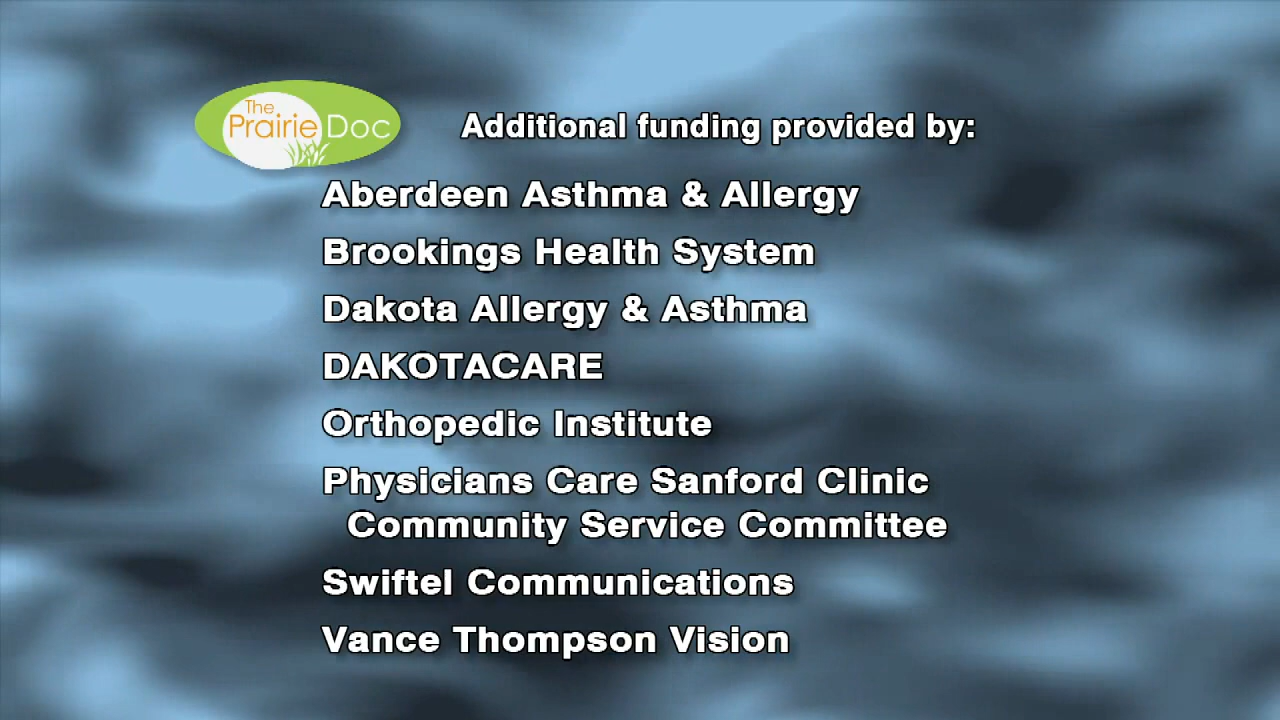 The
Prairie Doc
Additional funding provided by:
Aberdeen Asthma & Allergy
Brookings Health System
Dakota Allergy & Asthma
DAKOTACARE
Orthopedic Institute
Physicians Care Sanford Clinic
Community Service Committee
Swiftel Communications
Vance Thompson Vision